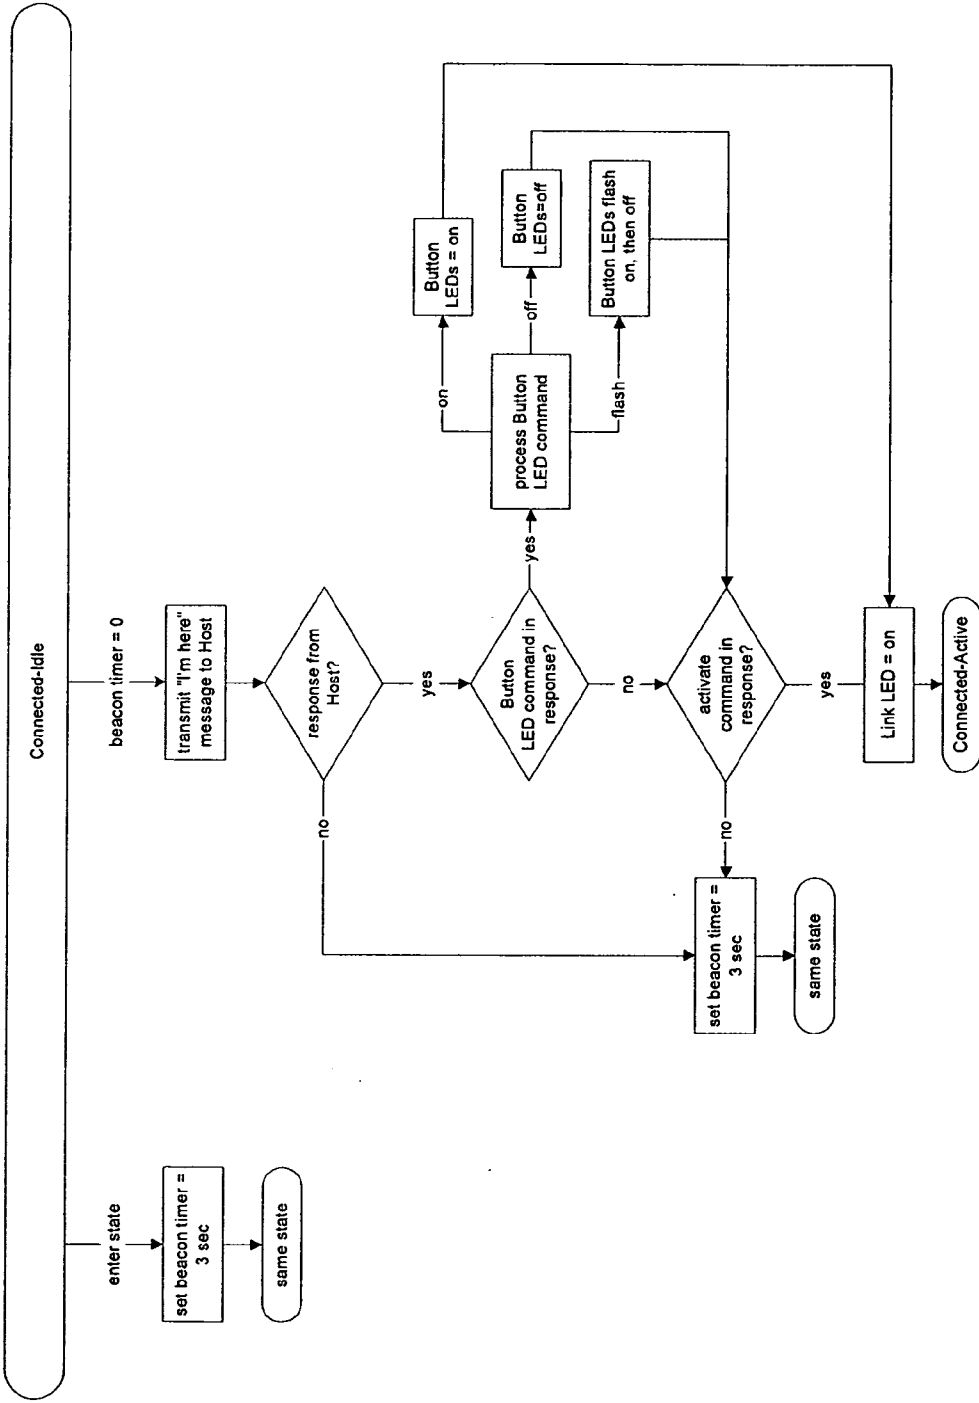 Connected-Idle
enter state
set beacon timer =
3 sec
same state
beacon timer = 0
transmit "I'm here"
message to Host
response from
Host?
no
yes
Button
LED command in
response?
yes
no
process Button
LED command
on
off
flash
Button
LEDs = on
Button
LEDs=off
Button LEDs flash
on, then off
activate
command in
response?
no
yes
set beacon timer =
3 sec
same state
Link LED = on
Connected-Active